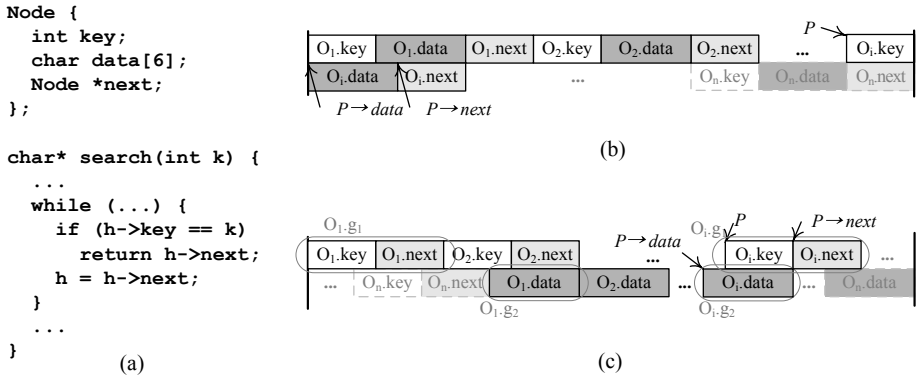 Node {
int key;
char data[6];
Node *next;
};
char* search(int k) {
...
while (...) {
if (h->key == k)
return h->next;
h = h->next;
}
...
}
(a)
P
O₁.key O₁.data O₁.next O₂.key O₂.data O₂.next ... Oᵢ.key
Oᵢ.data Oᵢ.next ... Oₙ.key Oₙ.data Oₙ.next
P→data P→next
(b)
O₁.g₁ Oᵢ.g₁ P P→next
P→data
O₁.key O₁.next O₂.key O₂.next ... Oᵢ.key Oᵢ.next ...
... Oₙ.key Oₙ.next O₁.data O₂.data ... Oᵢ.data ... Oₙ.data
O₁.g₂ Oᵢ.g₂
(c)